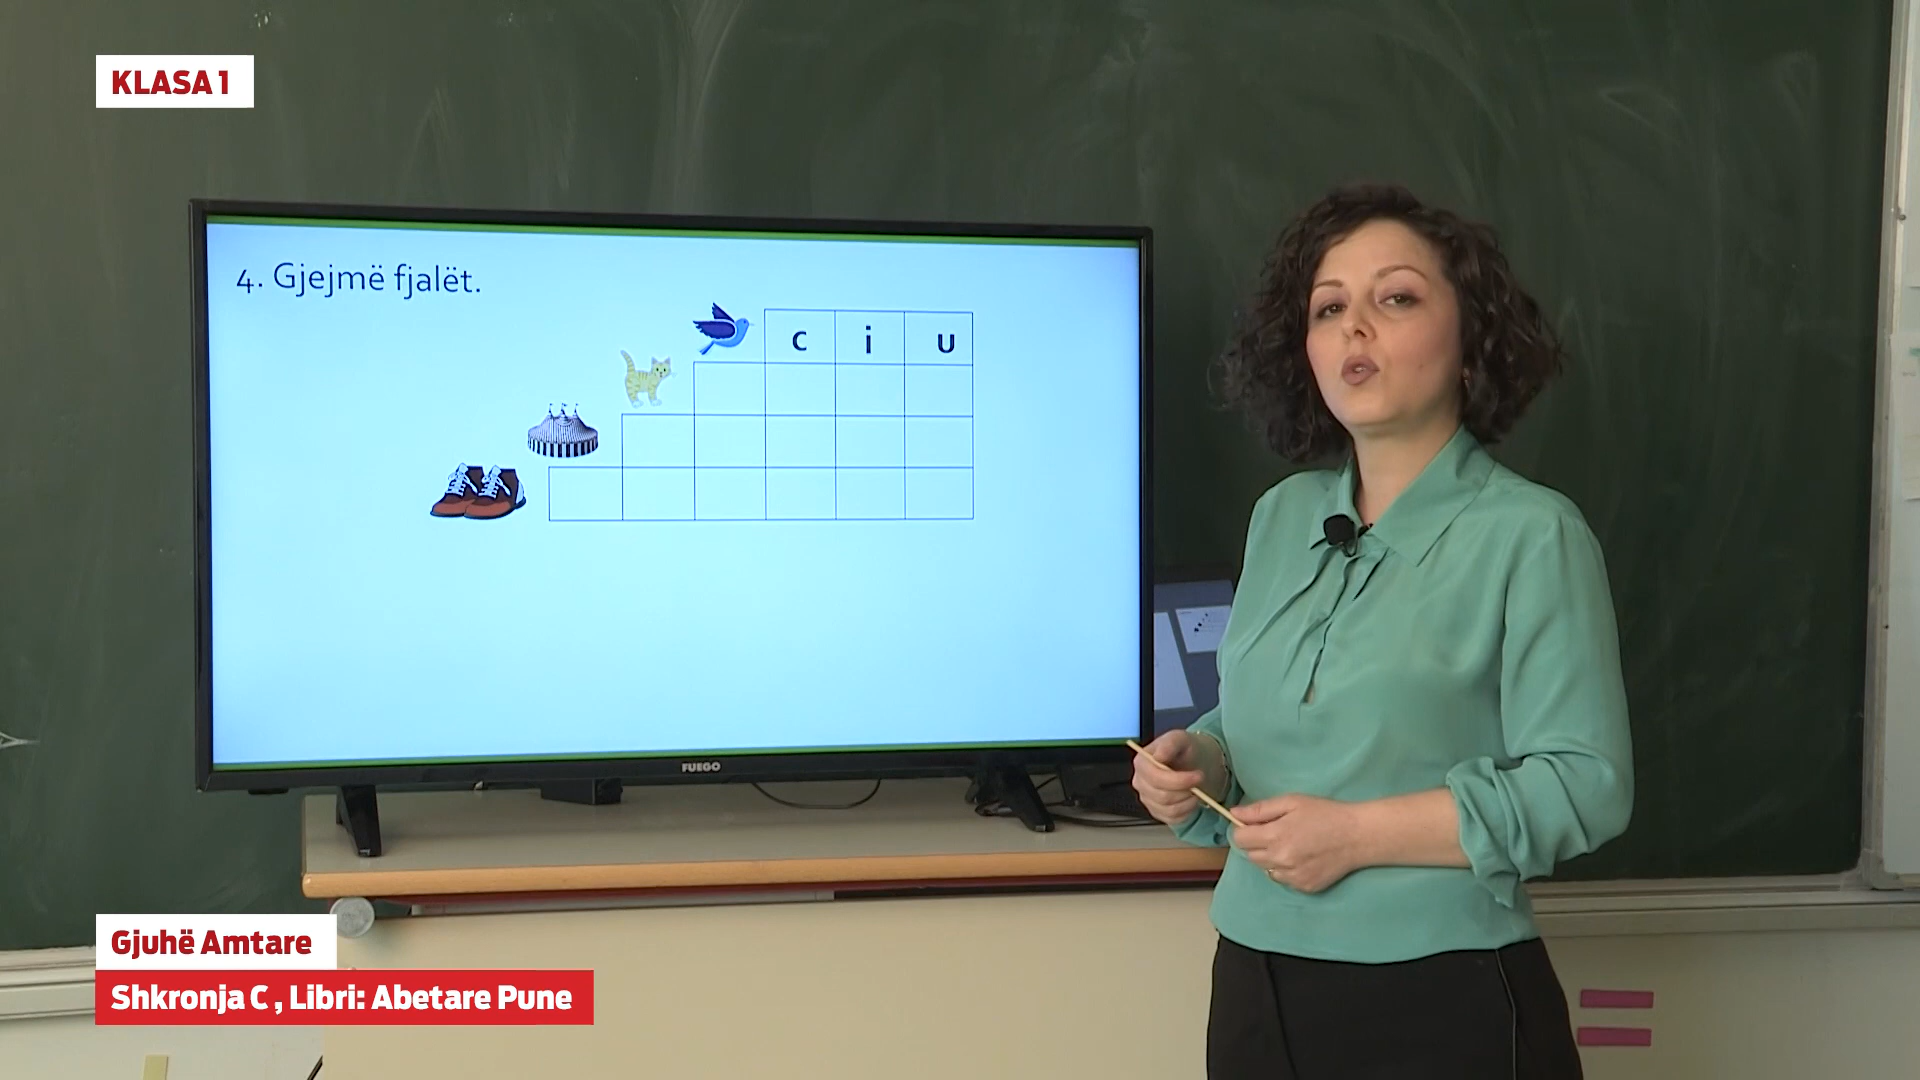 KLASA 1
4. Gjejmë fjalët.
c i u
FUEGO
Gjuhë Amtare
Shkronja C , Libri: Abetare Pune